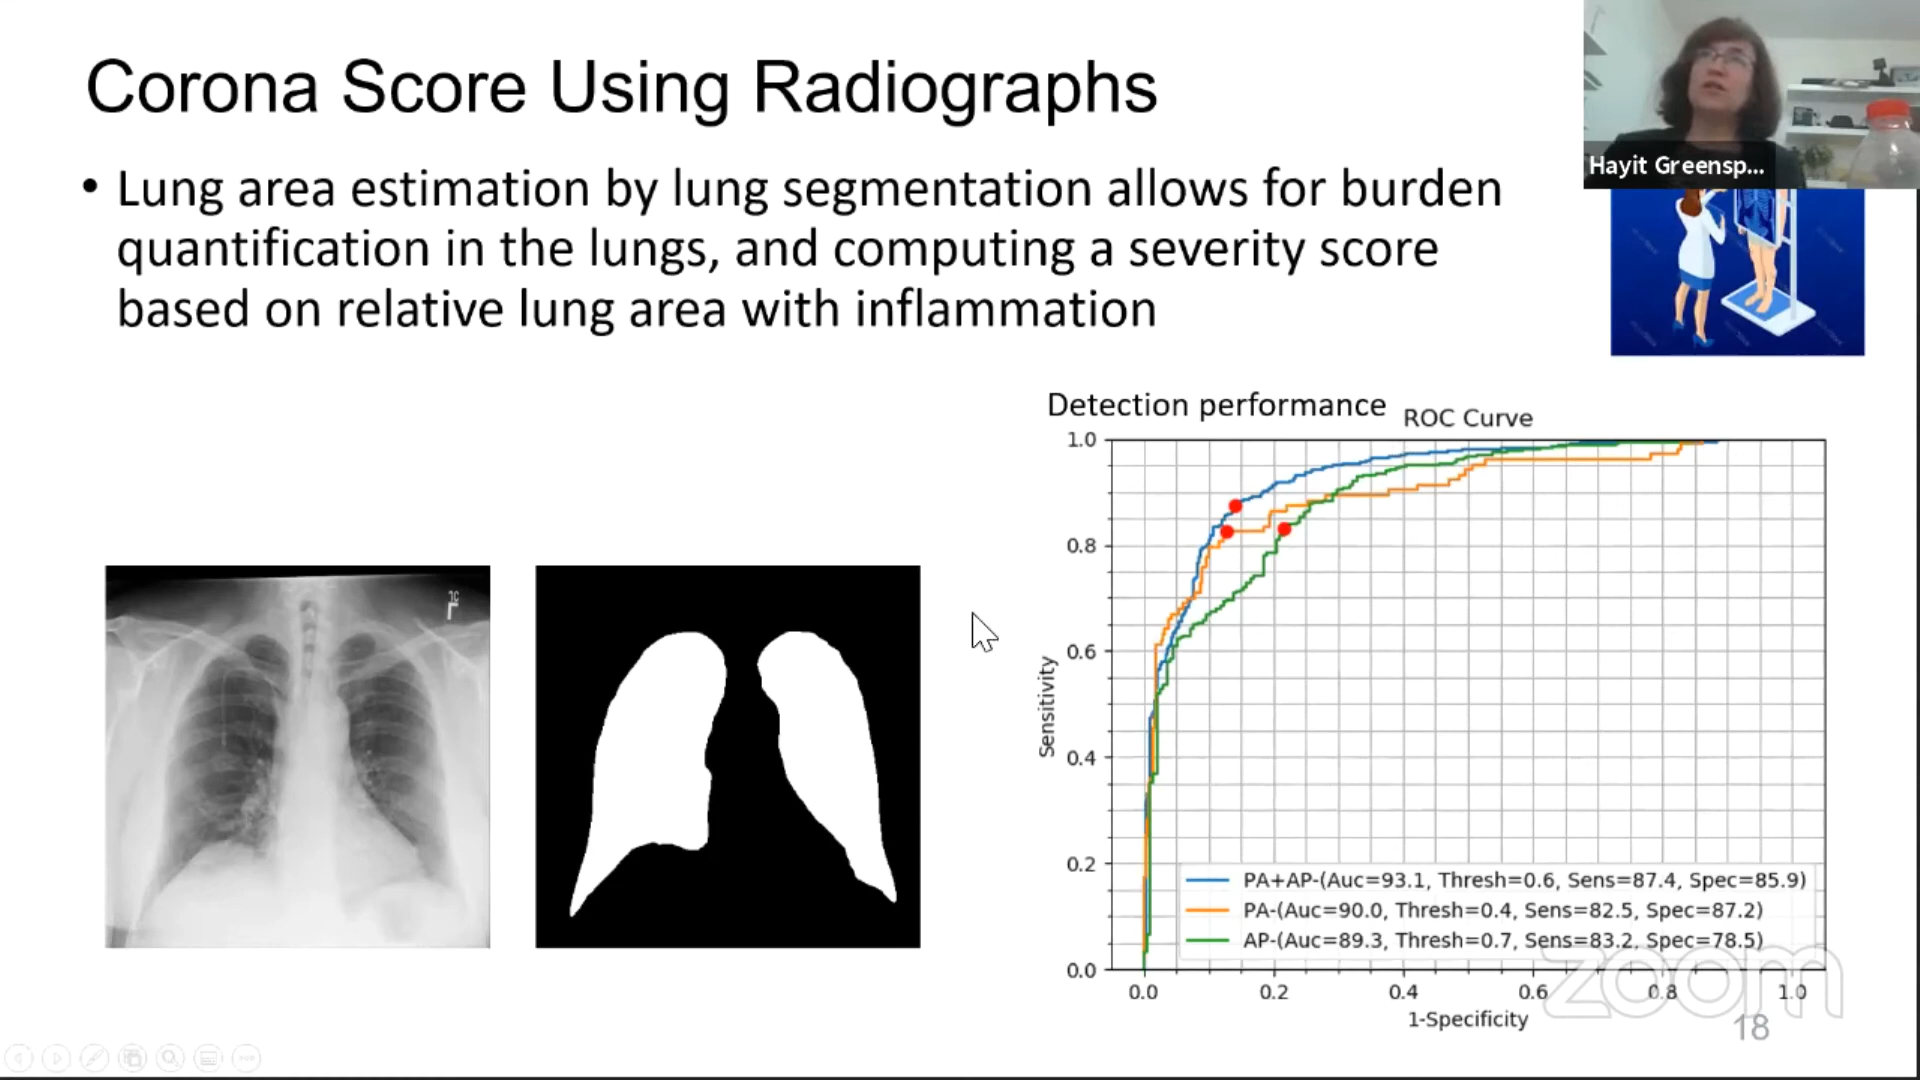 Corona Score Using Radiographs
Hayit Greensp...
• Lung area estimation by lung segmentation allows for burden
quantification in the lungs, and computing a severity score
based on relative lung area with inflammation
Detection performance
ROC Curve
1.0
0.8
0.6
0.4
0.2
0.0
Sensitivity
PA+AP-(Auc=93.1, Thresh=0.6, Sens=87.4, Spec=85.9)
PA-(Auc=90.0, Thresh=0.4, Sens=82.5, Spec=87.2)
AP-(Auc=89.3, Thresh=0.7, Sens=83.2, Spec=78.5)
0.0 0.2 0.4 0.6 0.8 1.0
1-Specificity
zoom
18